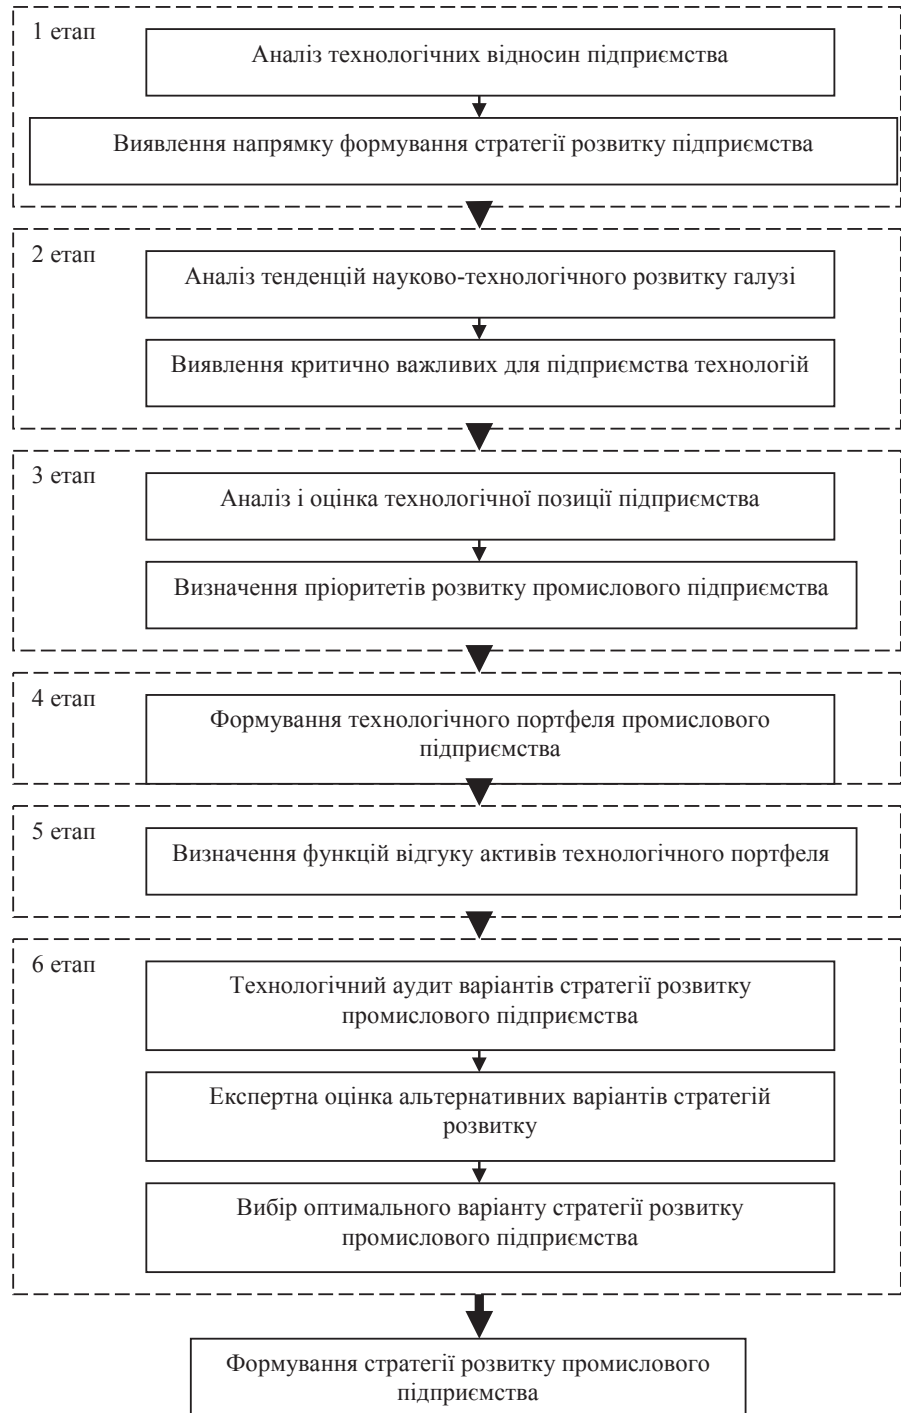 1 етап
Аналіз технологічних відносин підприємства
Виявлення напрямку формування стратегії розвитку підприємства
2 етап
Аналіз тенденцій науково-технологічного розвитку галузі
Виявлення критично важливих для підприємства технологій
3 етап
Аналіз і оцінка технологічної позиції підприємства
Визначення пріоритетів розвитку промислового підприємства
4 етап
Формування технологічного портфеля промислового
підприємства
5 етап
Визначення функцій відгуку активів технологічного портфеля
6 етап
Технологічний аудит варіантів стратегії розвитку
промислового підприємства
Експертна оцінка альтернативних варіантів стратегій
розвитку
Вибір оптимального варіанту стратегії розвитку
промислового підприємства
Формування стратегії розвитку промислового
підприємства